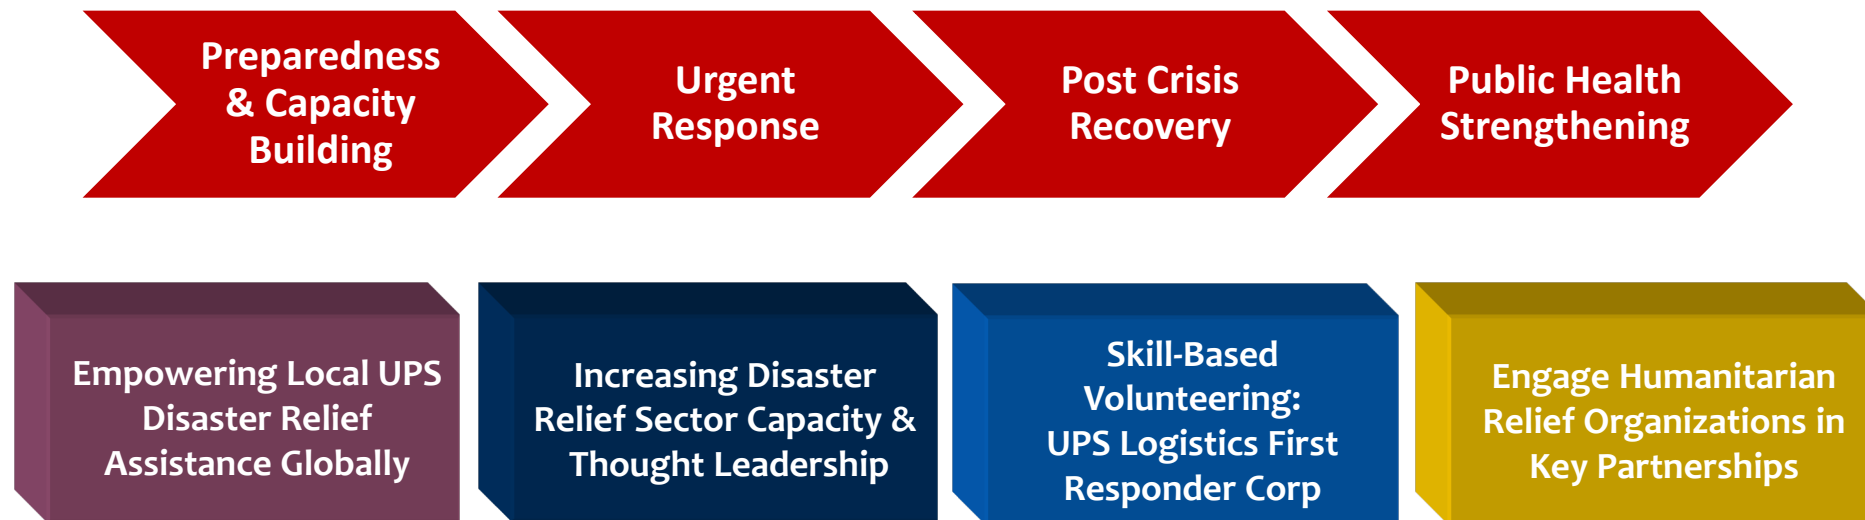 Preparedness
& Capacity
Building
Urgent
Response
Post Crisis
Recovery
Public Health
Strengthening
Empowering Local UPS
Disaster Relief
Assistance Globally
Increasing Disaster
Relief Sector Capacity &
Thought Leadership
Skill-Based
Volunteering:
UPS Logistics First
Responder Corp
Engage Humanitarian
Relief Organizations in
Key Partnerships